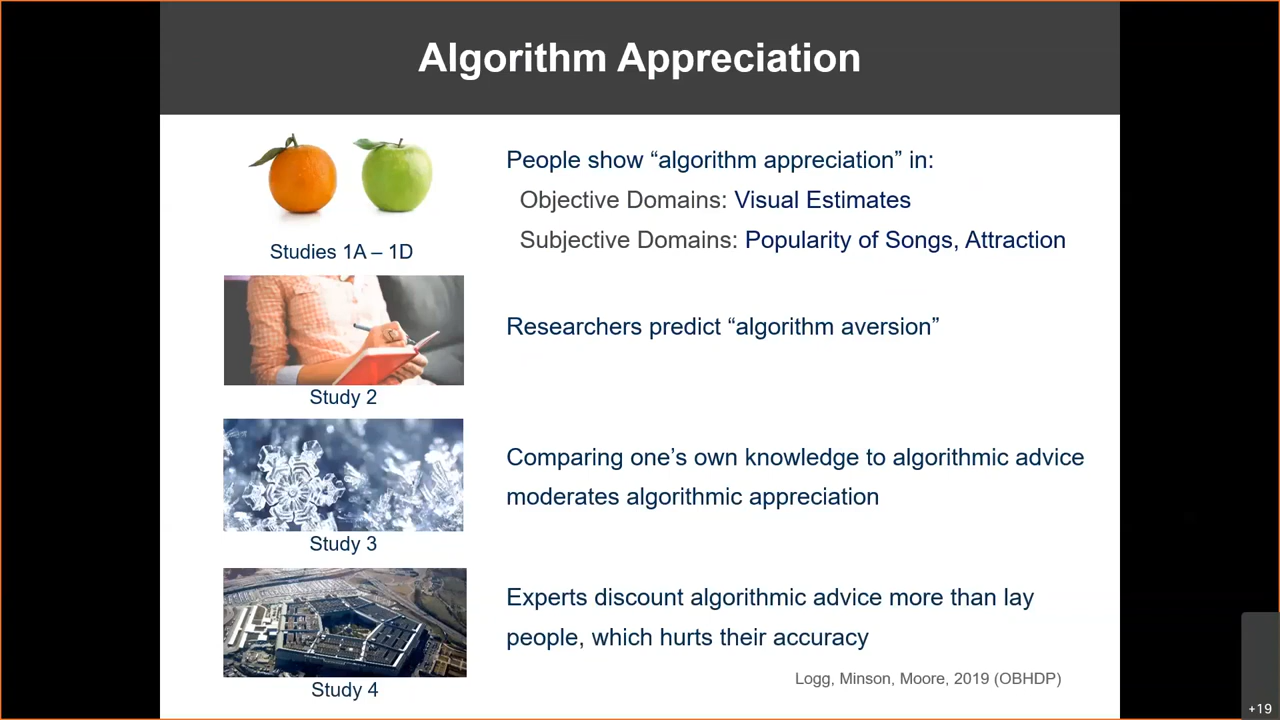 Algorithm Appreciation
People show “algorithm appreciation” in:
Objective Domains: Visual Estimates
Subjective Domains: Popularity of Songs, Attraction
Studies 1A – 1D
Researchers predict “algorithm aversion”
Study 2
Comparing one’s own knowledge to algorithmic advice
moderates algorithmic appreciation
Study 3
Experts discount algorithmic advice more than lay
people, which hurts their accuracy
Study 4
Logg, Minson, Moore, 2019 (OBHDP)
+19